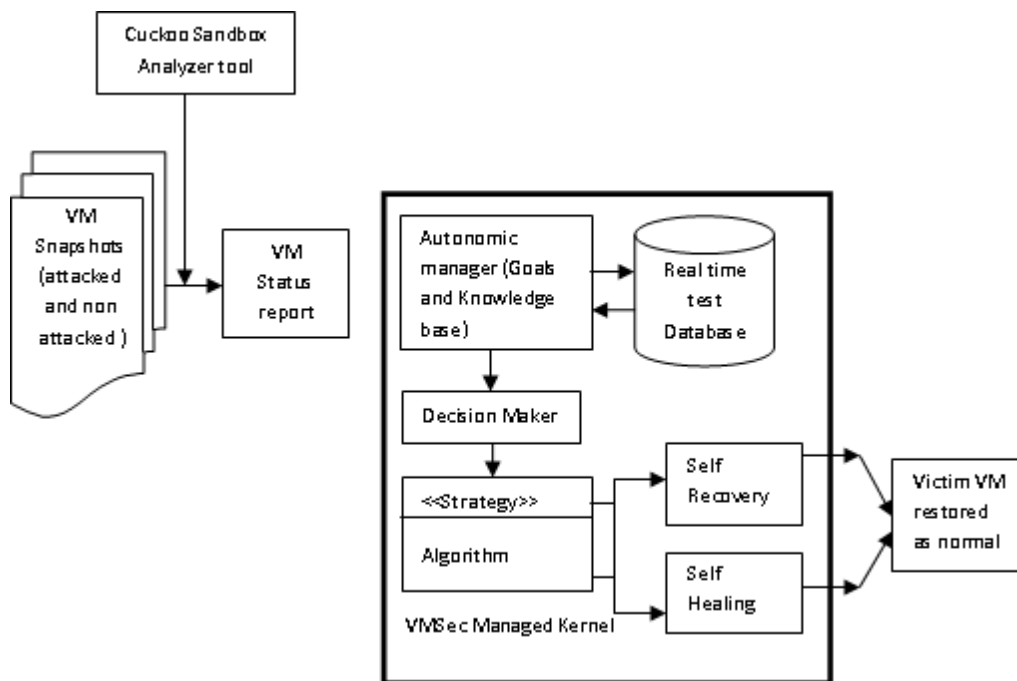 Cuckoo Sandbox
Analyzer tool
VM
Snapshots
(attacked
and non
attacked )
VM
Status
report
Autonomic
manager (Goals
and Knowledge
base)
Real time
test
Database
Decision Maker
<<Strategy>>
Algorithm
Self
Recovery
Self
Healing
VMSec Managed Kernel
Victim VM
restored
as normal